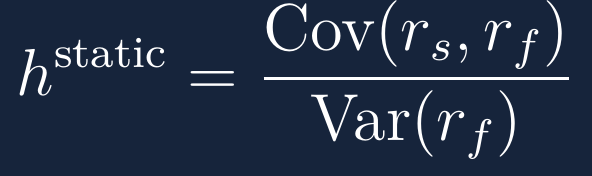 h^static = Cov(r_s, r_f) / Var(r_f)